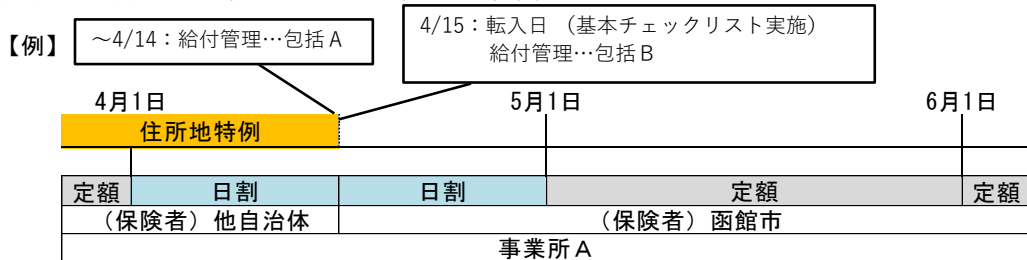 【例】
～4/14：給付管理…包括Ａ
4/15：転入日 （基本チェックリスト実施）
給付管理…包括Ｂ
4月1日
5月1日
6月1日
住所地特例
定額
日割
日割
定額
定額
（保険者）他自治体
（保険者）函館市
事業所Ａ